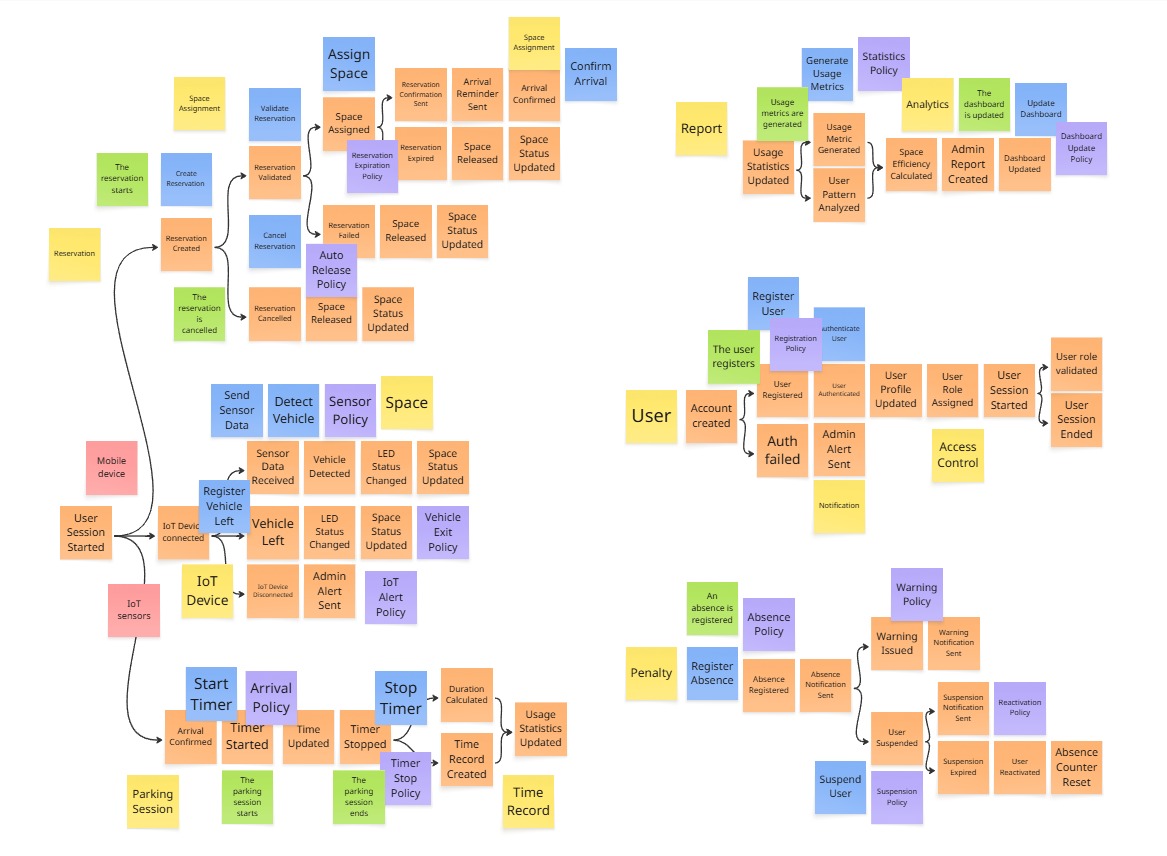 Space
Assignment
Assign
Space
Confirm
Arrival
Reservation
Confirmation
Sent
Arrival
Reminder
Sent
Arrival
Confirmed
Space
Assignment
Validate
Reservation
Space
Assigned
Reservation
Expired
Space
Released
Space
Status
Updated
Reservation
Expiration
Policy
The
reservation
starts
Create
Reservation
Reservation
Validated
Reservation
Reservation
Created
Cancel
Reservation
Reservation
Failed
Space
Released
Space
Status
Updated
Auto
Release
Policy
The
reservation
is
cancelled
Reservation
Cancelled
Space
Released
Space
Status
Updated
Send
Sensor
Data
Detect
Vehicle
Sensor
Policy
Space
Mobile
device
Sensor
Data
Received
Vehicle
Detected
LED
Status
Changed
Space
Status
Updated
Register
Vehicle
Left
User
Session
Started
IoT Devic
connected
Vehicle
Left
LED
Status
Changed
Space
Status
Updated
Vehicle
Exit
Policy
IoT
sensors
IoT
Device
IoT Device
Disconnected
Admin
Alert
Sent
IoT
Alert
Policy
Start
Timer
Arrival
Policy
Stop
Timer
Duration
Calculated
Arrival
Confirmed
Timer
Started
Time
Updated
Timer
Stopped
Time
Record
Created
Usage
Statistics
Updated
Timer
Stop
Policy
Parking
Session
The
parking
session
starts
The
parking
session
ends
Time
Record
Generate
Usage
Metrics
Statistics
Policy
Report
Usage
metrics are
generated
Analytics
The
dashboard
is updated
Update
Dashboard
Usage
Statistics
Updated
Usage
Metric
Generated
User
Pattern
Analyzed
Space
Efficiency
Calculated
Admin
Report
Created
Dashboard
Updated
Dashboard
Update
Policy
Register
User
Registration
Policy
Authenticate
User
The user
registers
User
Account
created
User
Registered
User
Authenticated
User
Profile
Updated
User
Role
Assigned
User
Session
Started
User role
validated
User
Session
Ended
Auth
failed
Admin
Alert
Sent
Access
Control
Notification
An
absence is
registered
Absence
Policy
Warning
Policy
Penalty
Register
Absence
Absence
Registered
Absence
Notification
Sent
Warning
Issued
Warning
Notification
Sent
User
Suspended
Suspension
Notification
Sent
Reactivation
Policy
Suspension
Expired
User
Reactivated
Absence
Counter
Reset
Suspend
User
Suspension
Policy